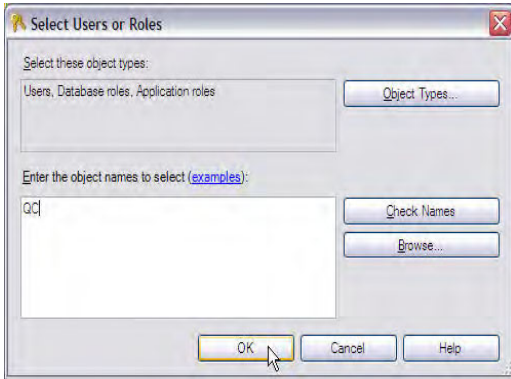 Select Users or Roles
Select these object types:
Users, Database roles, Application roles
Object Types...
Enter the object names to select (examples):
QC
Check Names
Browse...
OK
Cancel
Help